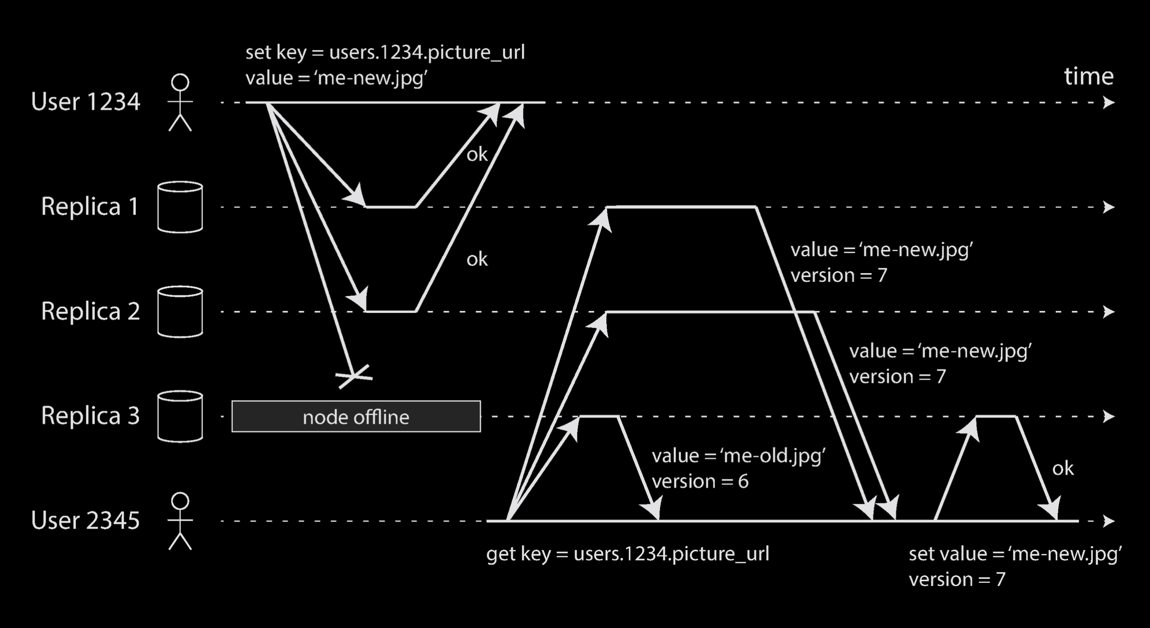 set key = users.1234.picture_url
value = ‘me-new.jpg’
time
User 1234
ok
Replica 1
value = ‘me-new.jpg’
version = 7
ok
Replica 2
value = ‘me-new.jpg’
version = 7
Replica 3
node offline
value = ‘me-old.jpg’
version = 6
ok
User 2345
get key = users.1234.picture_url
set value = ‘me-new.jpg’
version = 7